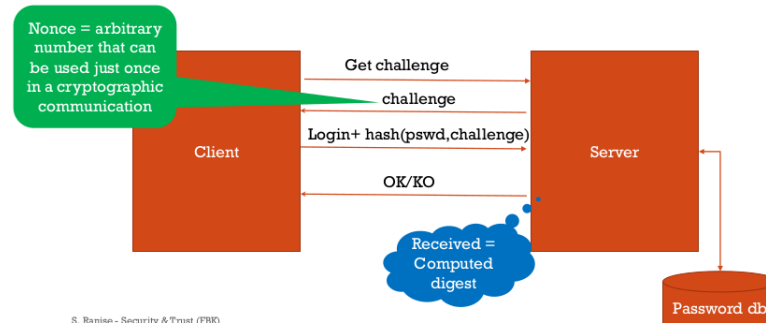 Nonce = arbitrary
number that can
be used just once
in a cryptographic
communication
Get challenge
challenge
Login+ hash(pswd,challenge)
Client
Server
OK/KO
Received =
Computed
digest
Password db
S. Ranise - Security & Trust (FBK)